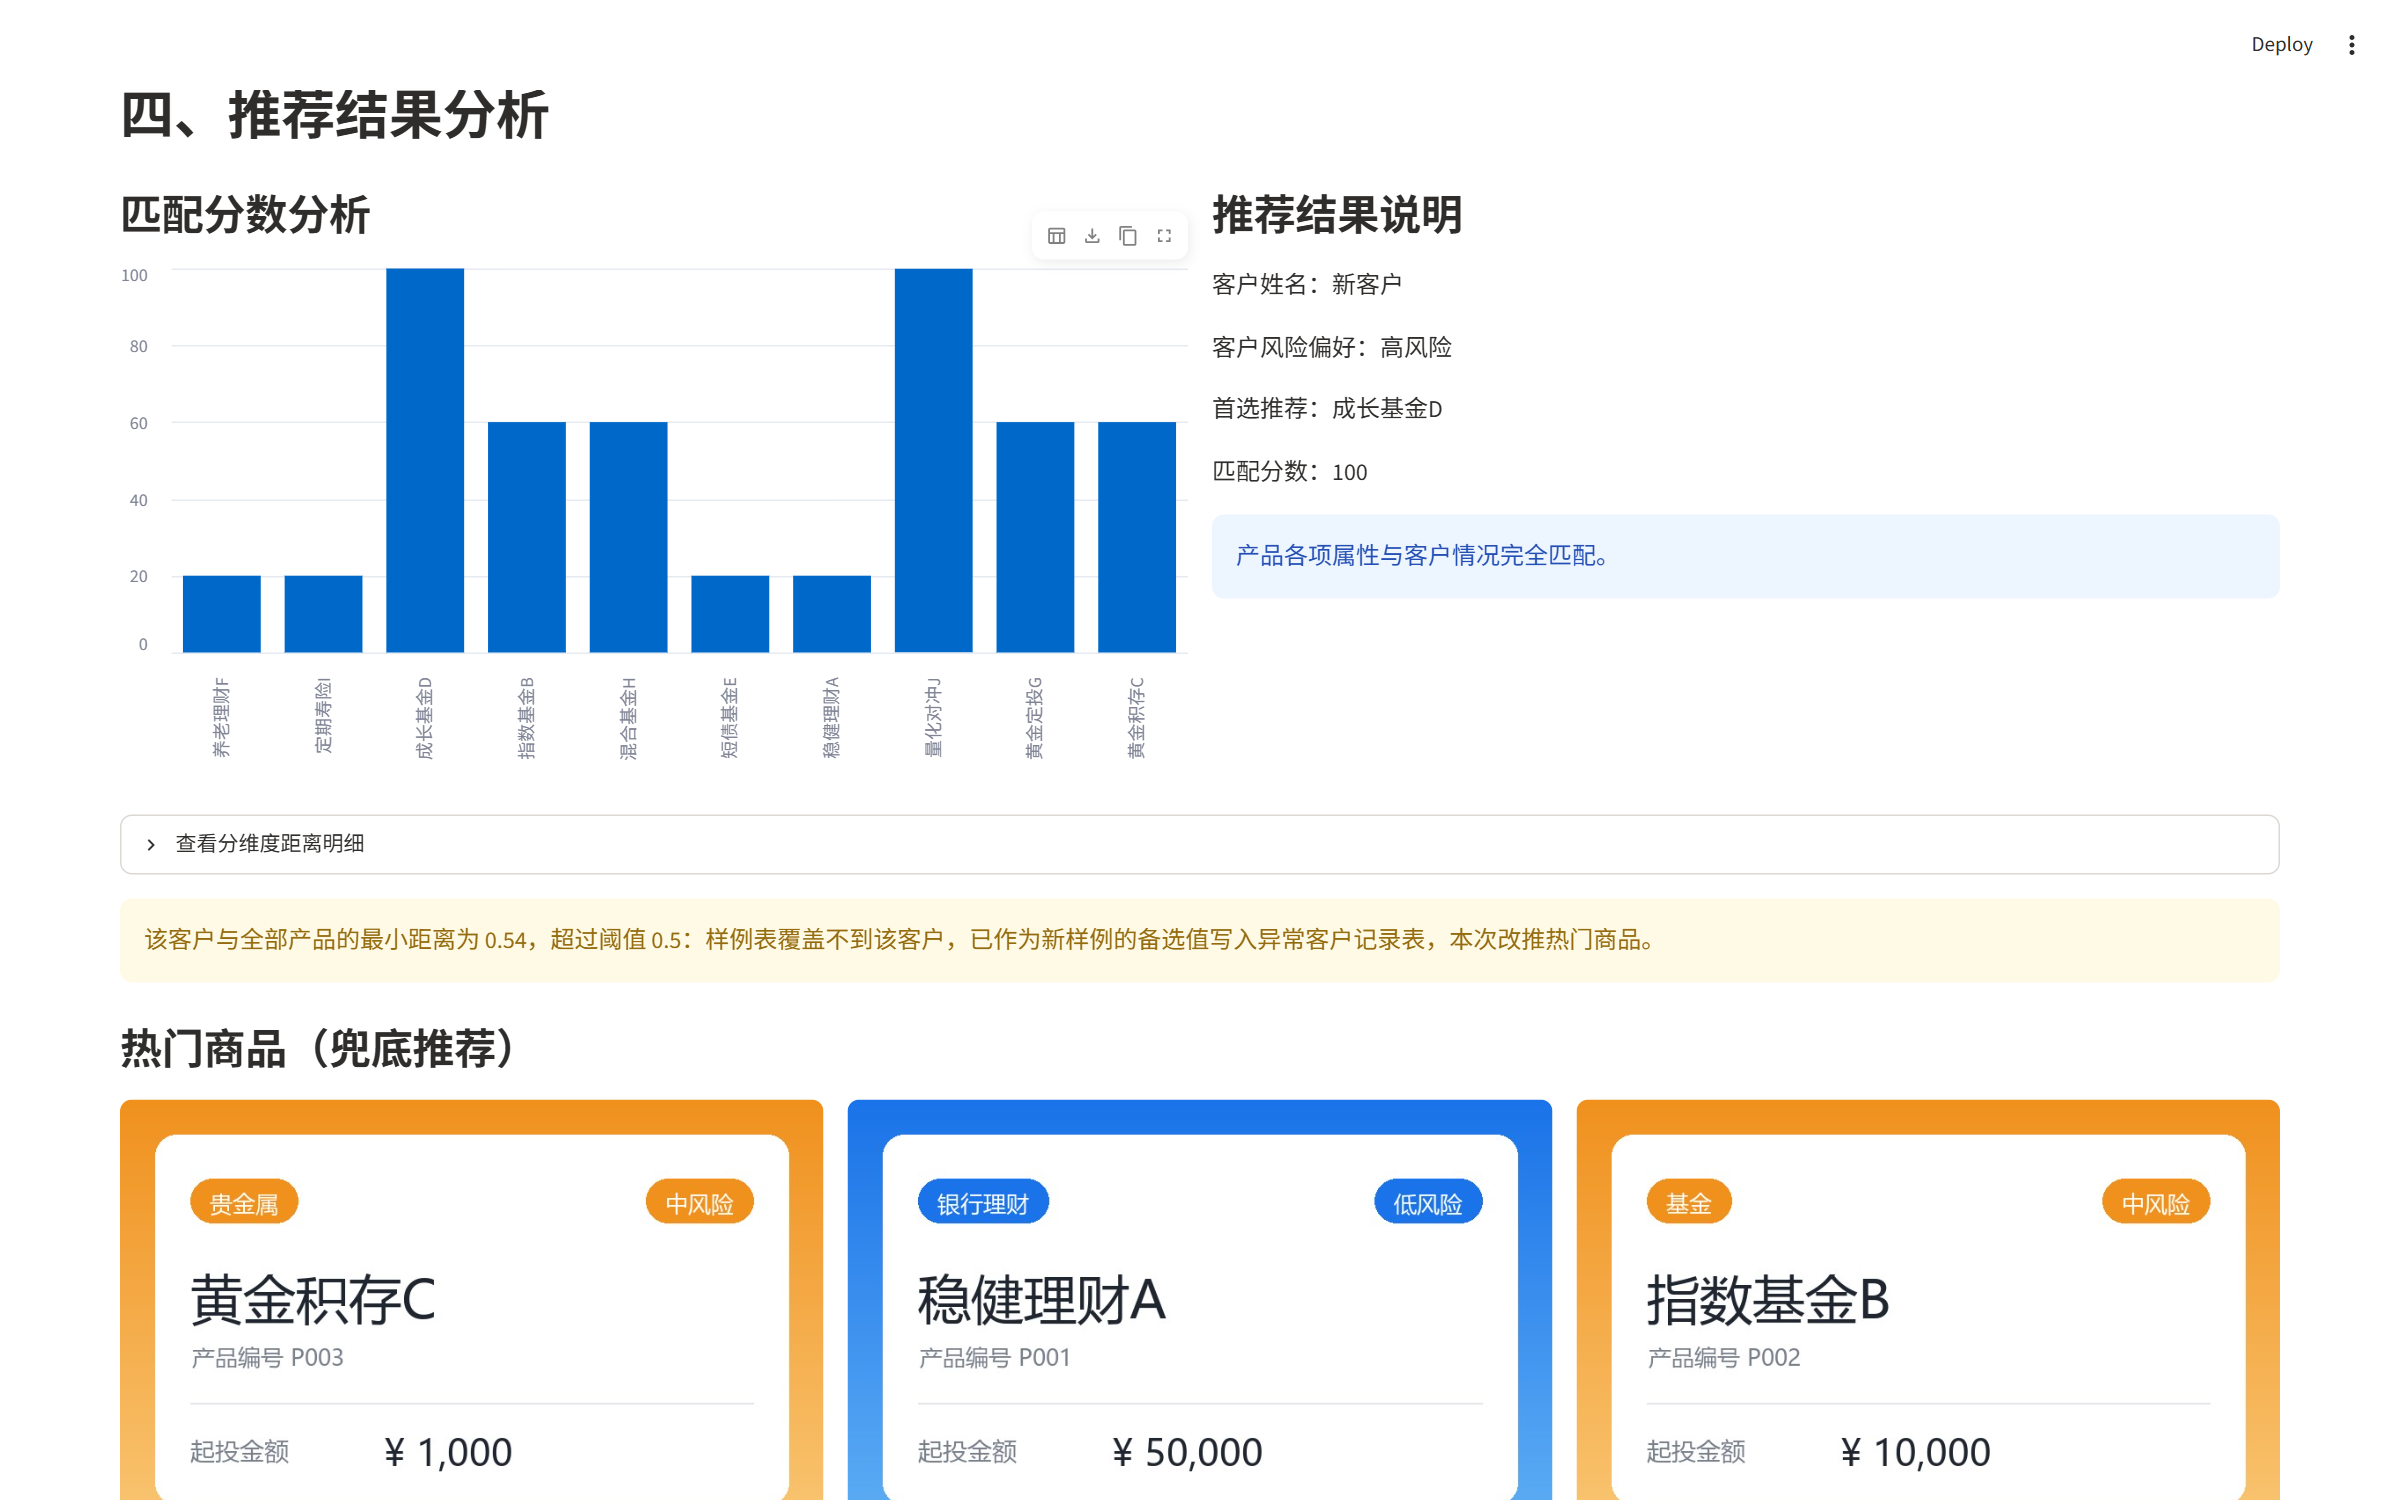 Deploy
四、推荐结果分析
匹配分数分析
100
80
60
40
20
0
养老理财F
定期寿险I
成长基金D
指数基金B
混合基金H
短债基金E
稳健理财A
量化对冲J
黄金定投G
黄金积存C
推荐结果说明
客户姓名：新客户
客户风险偏好：高风险
首选推荐：成长基金D
匹配分数：100
产品各项属性与客户情况完全匹配。
查看分维度距离明细
该客户与全部产品的最小距离为 0.54，超过阈值 0.5：样例表覆盖不到该客户，已作为新样例的备选值写入异常客户记录表，本次改推热门商品。
热门商品（兜底推荐）
贵金属 中风险
黄金积存C
产品编号 P003
起投金额 ¥ 1,000
银行理财 低风险
稳健理财A
产品编号 P001
起投金额 ¥ 50,000
基金 中风险
指数基金B
产品编号 P002
起投金额 ¥ 10,000